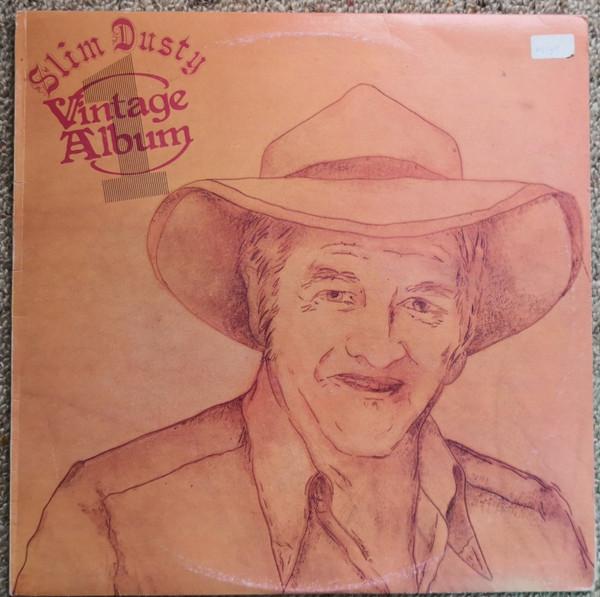 Slim Dusty
Vintage
Album
1